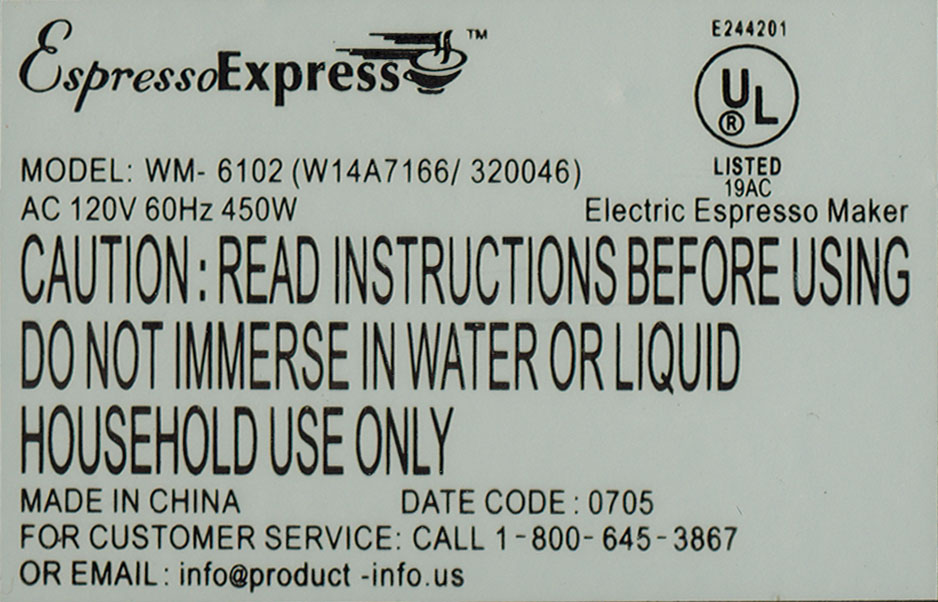 EspressoExpress™
E244201
UL ®
LISTED
19AC
MODEL: WM- 6102 (W14A7166/ 320046)
AC 120V 60Hz 450W
Electric Espresso Maker
CAUTION: READ INSTRUCTIONS BEFORE USING
DO NOT IMMERSE IN WATER OR LIQUID
HOUSEHOLD USE ONLY
MADE IN CHINA DATE CODE: 0705
FOR CUSTOMER SERVICE: CALL 1-800-645-3867
OR EMAIL: info@product -info.us